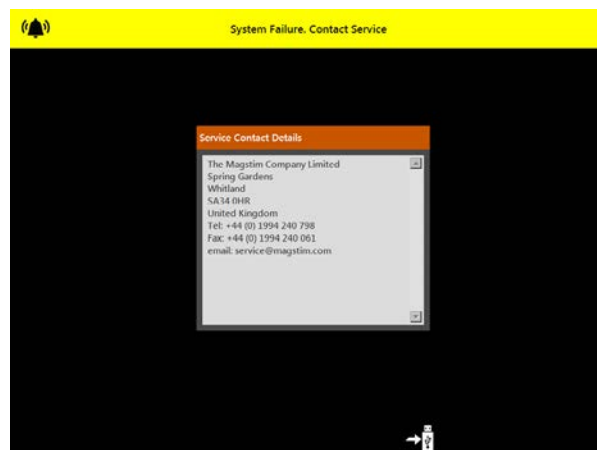 System Failure. Contact Service
Service Contact Details
The Magstim Company Limited
Spring Gardens
Whitland
SA34 0HR
United Kingdom
Tel: +44 (0) 1994 240 798
Fax: +44 (0) 1994 240 061
email: service@magstim.com